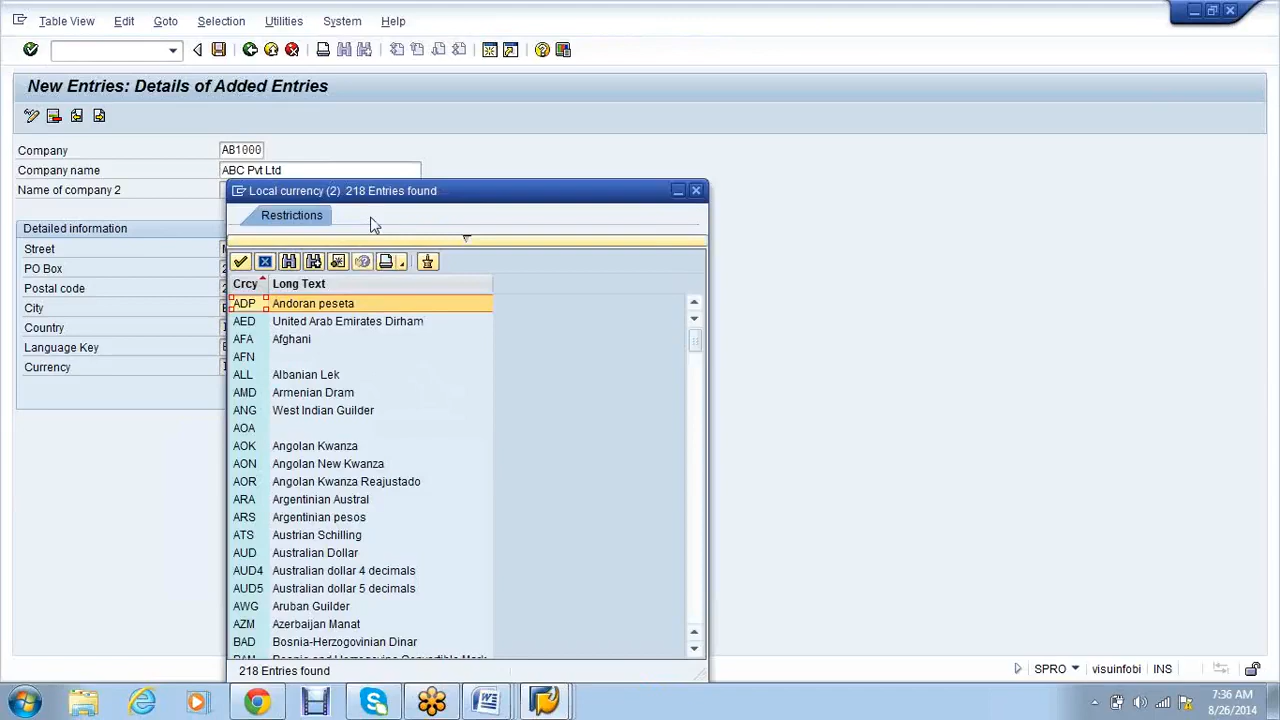 Table View Edit Goto Selection Utilities System Help
New Entries: Details of Added Entries
Company AB1000
Company name ABC Pvt Ltd
Name of company 2
Local currency (2) 218 Entries found
Restrictions
Detailed information
Street
PO Box
Postal code
City
Country
Language Key
Currency
Crcy Long Text
ADP Andoran peseta
AED United Arab Emirates Dirham
AFA Afghani
AFN
ALL Albanian Lek
AMD Armenian Dram
ANG West Indian Guilder
AOA
AOK Angolan Kwanza
AON Angolan New Kwanza
AOR Angolan Kwanza Reajustado
ARA Argentinian Austral
ARS Argentinian pesos
ATS Austrian Schilling
AUD Australian Dollar
AUD4 Australian dollar 4 decimals
AUD5 Australian dollar 5 decimals
AWG Aruban Guilder
AZM Azerbaijan Manat
BAD Bosnia-Herzogovinian Dinar
218 Entries found
SPRO visuinfobi INS
7:36 AM
8/26/2014